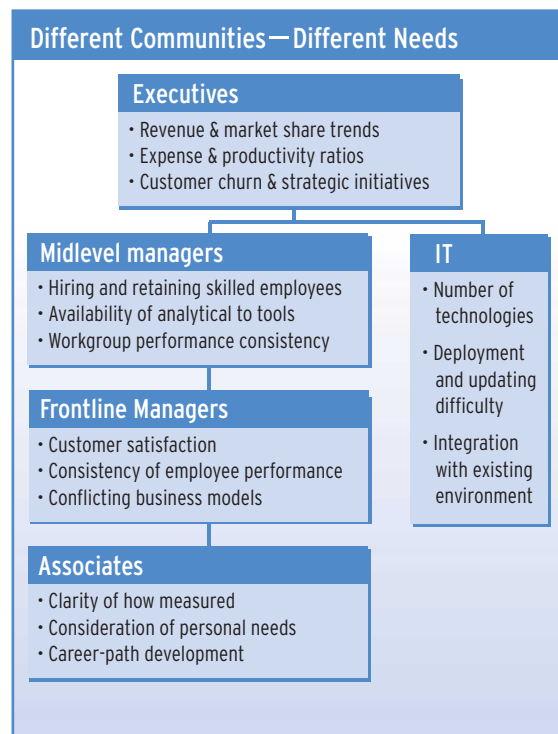 Different Communities—Different Needs
Executives
• Revenue & market share trends
• Expense & productivity ratios
• Customer churn & strategic initiatives
Midlevel managers
• Hiring and retaining skilled employees
• Availability of analytical to tools
• Workgroup performance consistency
IT
• Number of
technologies
• Deployment
and updating
difficulty
• Integration
with existing
environment
Frontline Managers
• Customer satisfaction
• Consistency of employee performance
• Conflicting business models
Associates
• Clarity of how measured
• Consideration of personal needs
• Career-path development